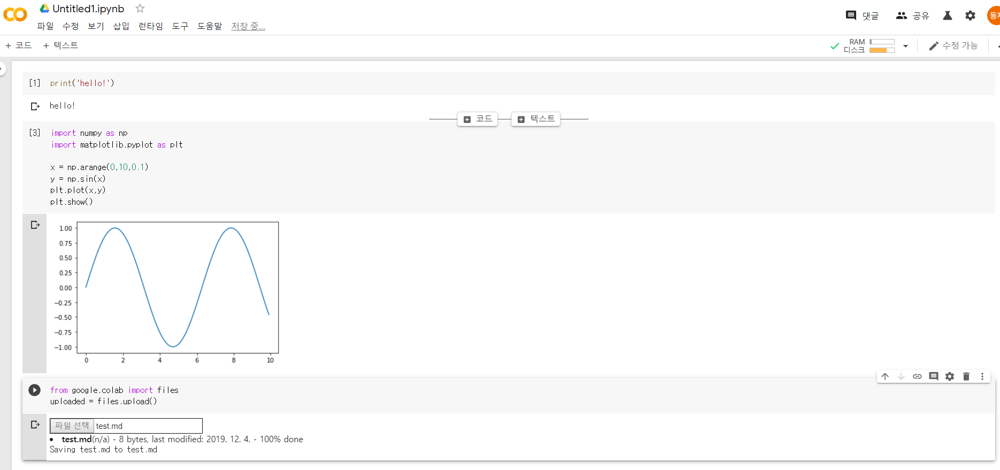 Untitled1.ipynb
파일 수정 보기 삽입 런타임 도구 도움말 저장 중...
댓글 공유
+ 코드 + 텍스트
RAM
디스크
수정 가능
[1] print('hello!')
hello!
코드 텍스트
[3] import numpy as np
import matplotlib.pyplot as plt
x = np.arange(0,10,0.1)
y = np.sin(x)
plt.plot(x,y)
plt.show()
1.00
0.75
0.50
0.25
0.00
−0.25
−0.50
−0.75
−1.00
0 2 4 6 8 10
from google.colab import files
uploaded = files.upload()
파일 선택 test.md
• test.md(n/a) - 8 bytes, last modified: 2019. 12. 4. - 100% done
Saving test.md to test.md